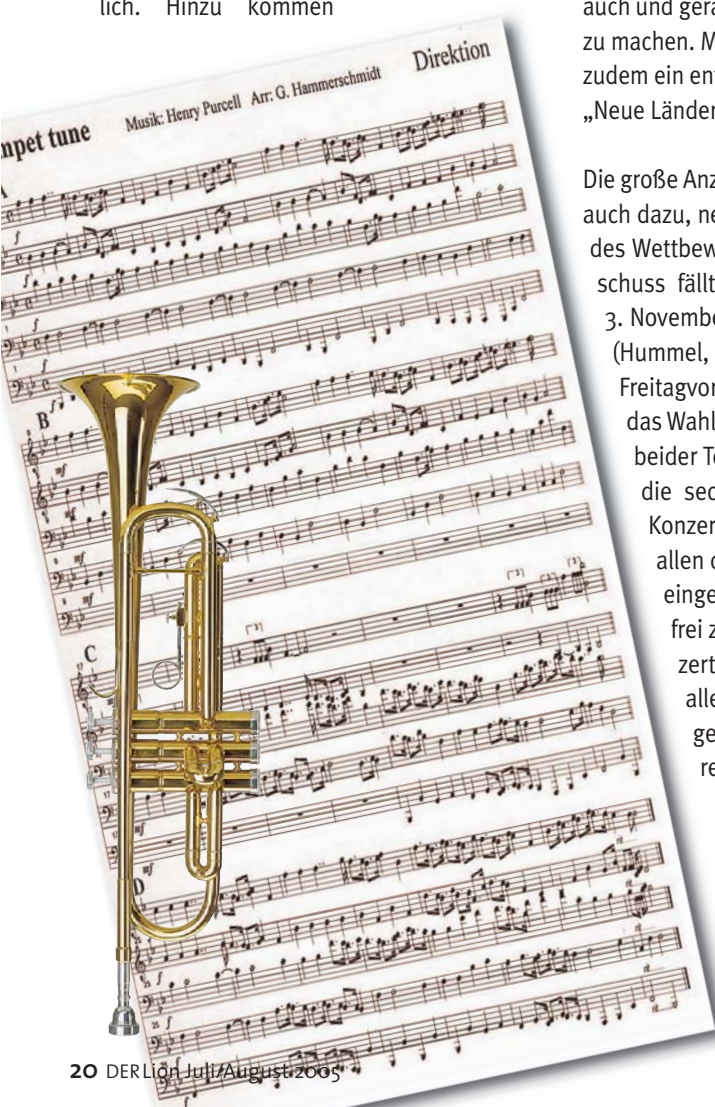 lich. Hinzu kommen
Direktion
Musik: Henry Purcell Arr: G. Hammerschmidt
mpet tune
A
B
C
D
auch und gera
zu machen. M
zudem ein ent
„Neue Länder
Die große Anz
auch dazu, ne
des Wettbew
schuss fällt
3. Novembe
(Hummel,
Freitagvor
das Wahl
beider To
die sec
Konzer
allen d
einge
frei z
zert
alle
ge
re
20 DER Lion Juli/August 2005